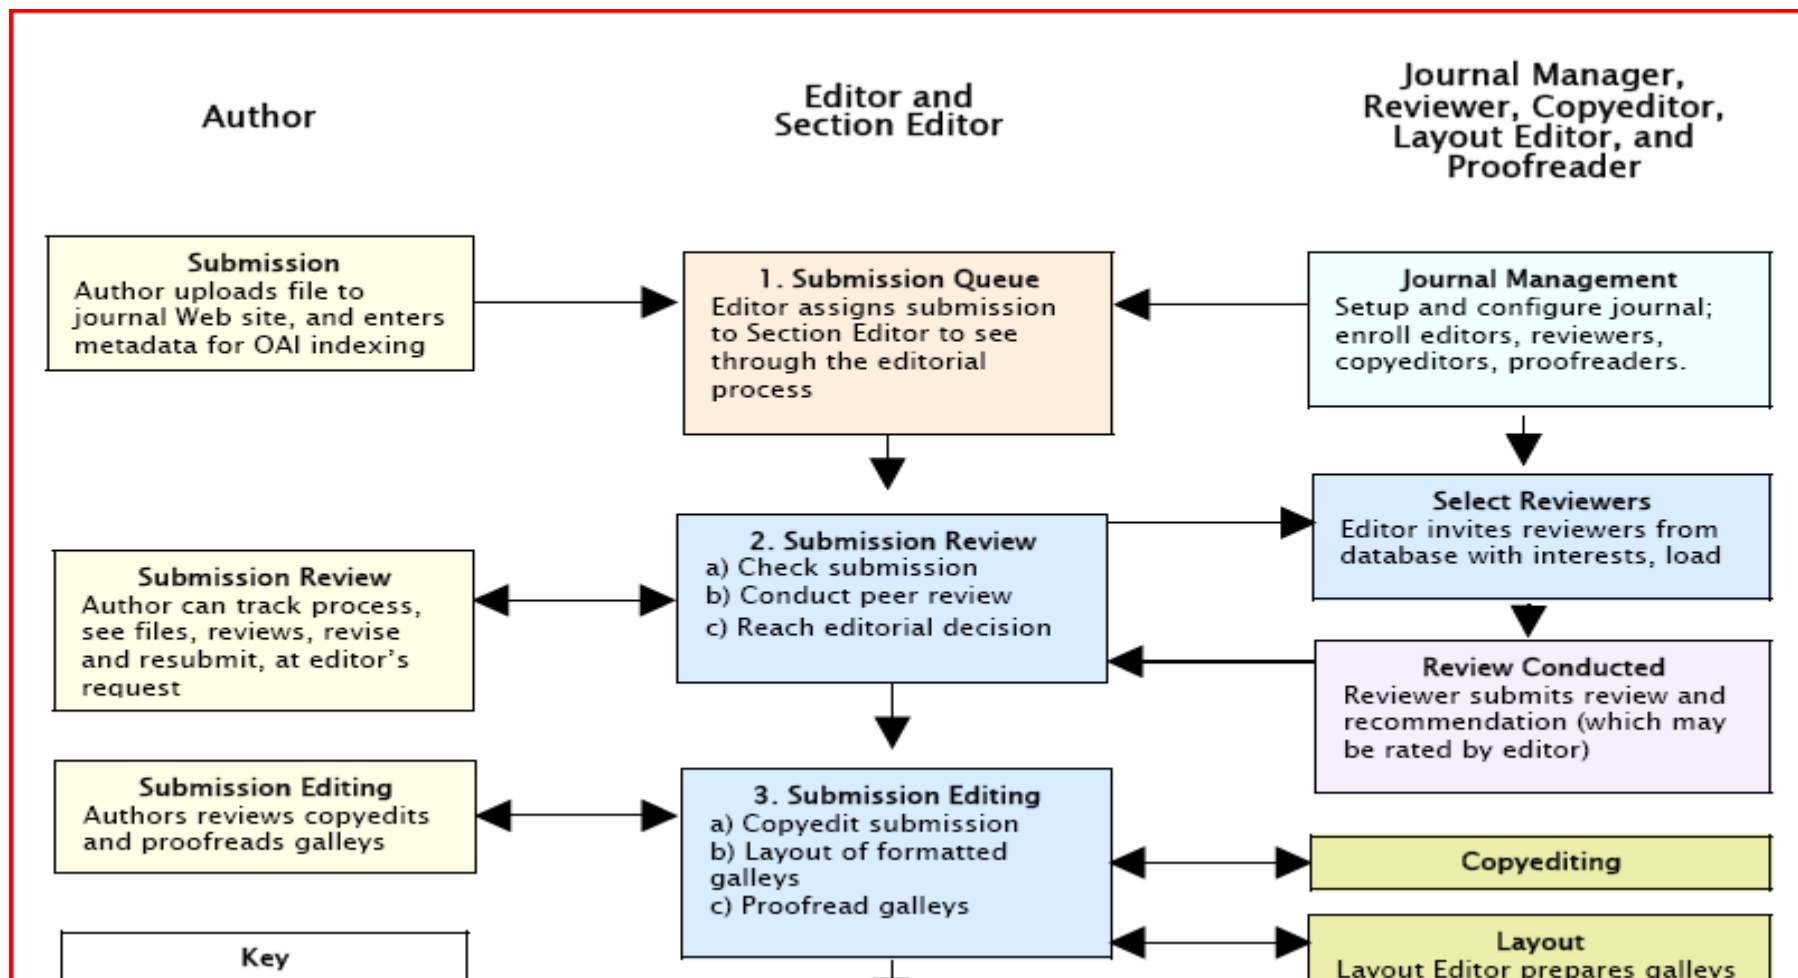 Author
Editor and
Section Editor
Journal Manager,
Reviewer, Copyeditor,
Layout Editor, and
Proofreader
Submission
Author uploads file to
journal Web site, and enters
metadata for OAI indexing
1. Submission Queue
Editor assigns submission
to Section Editor to see
through the editorial
process
Journal Management
Setup and configure journal;
enroll editors, reviewers,
copyeditors, proofreaders.
Select Reviewers
Editor invites reviewers from
database with interests, load
2. Submission Review
a) Check submission
b) Conduct peer review
c) Reach editorial decision
Submission Review
Author can track process,
see files, reviews, revise
and resubmit, at editor’s
request
Review Conducted
Reviewer submits review and
recommendation (which may
be rated by editor)
Submission Editing
Authors reviews copyedits
and proofreads galleys
3. Submission Editing
a) Copyedit submission
b) Layout of formatted
galleys
c) Proofread galleys
Copyediting
Layout
Layout Editor prepares galleys
Key